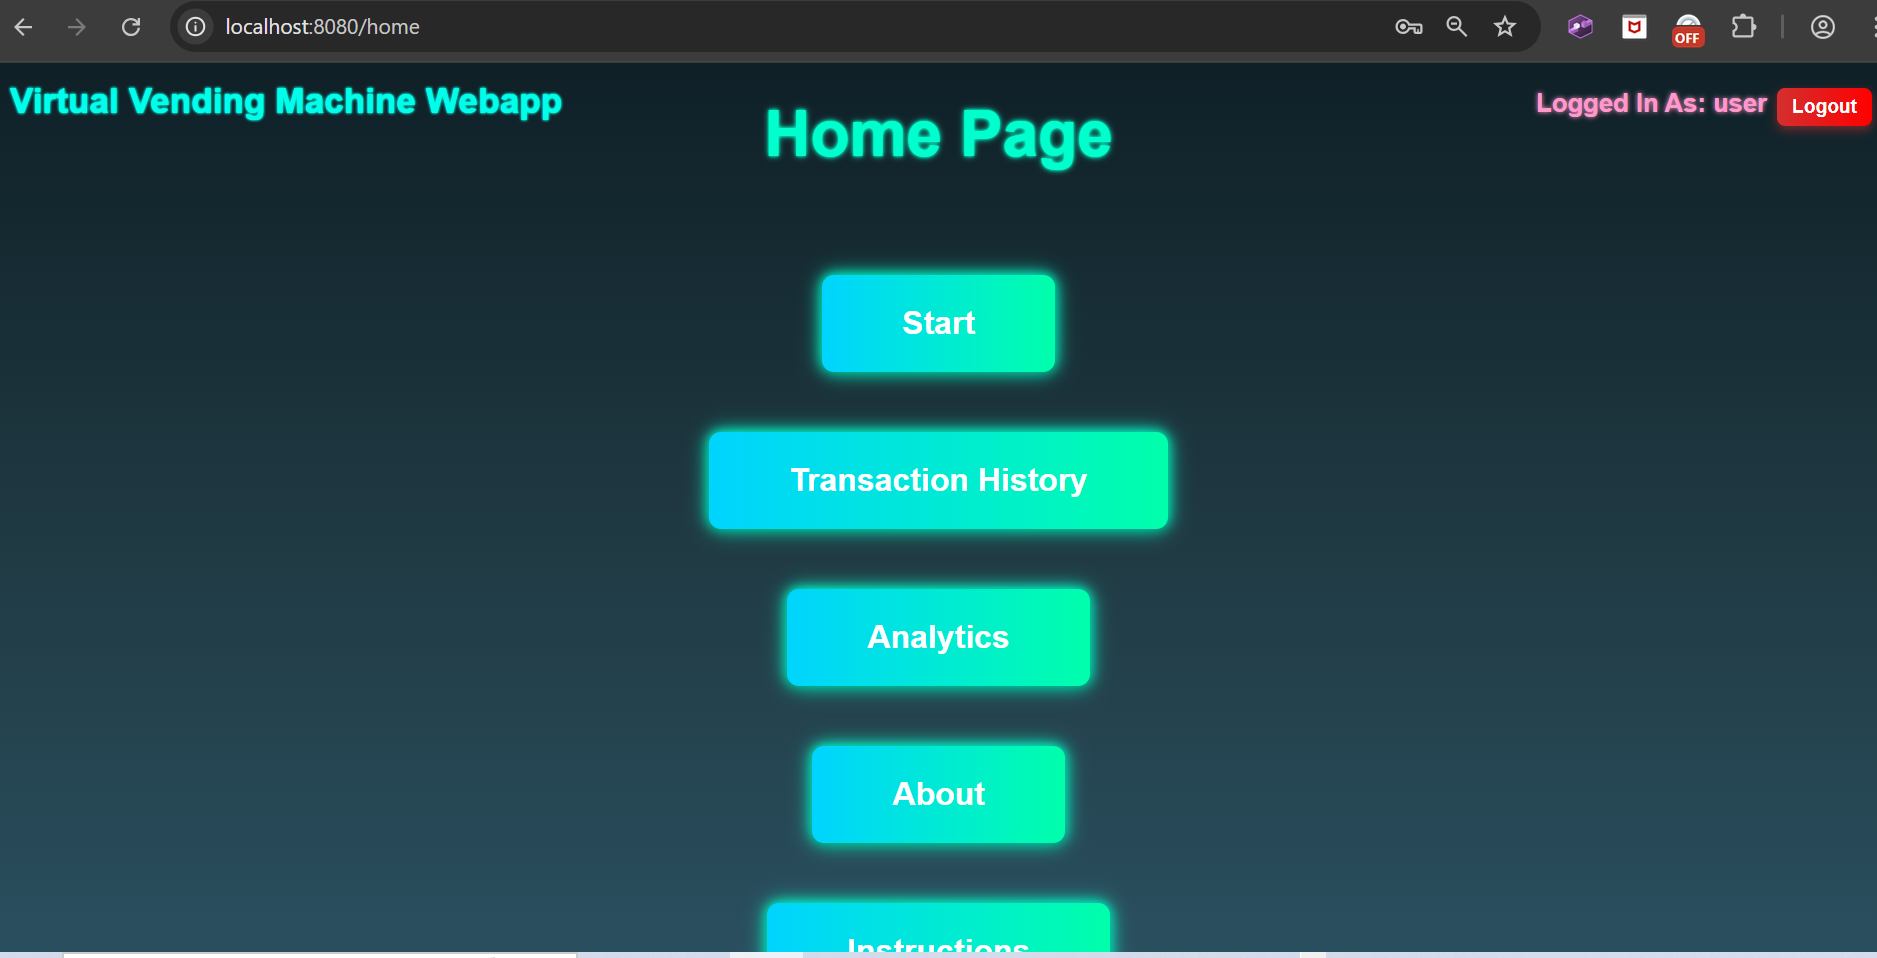 localhost:8080/home
OFF
Virtual Vending Machine Webapp
Home Page
Logged In As: user
Logout
Start
Transaction History
Analytics
About
Instructions